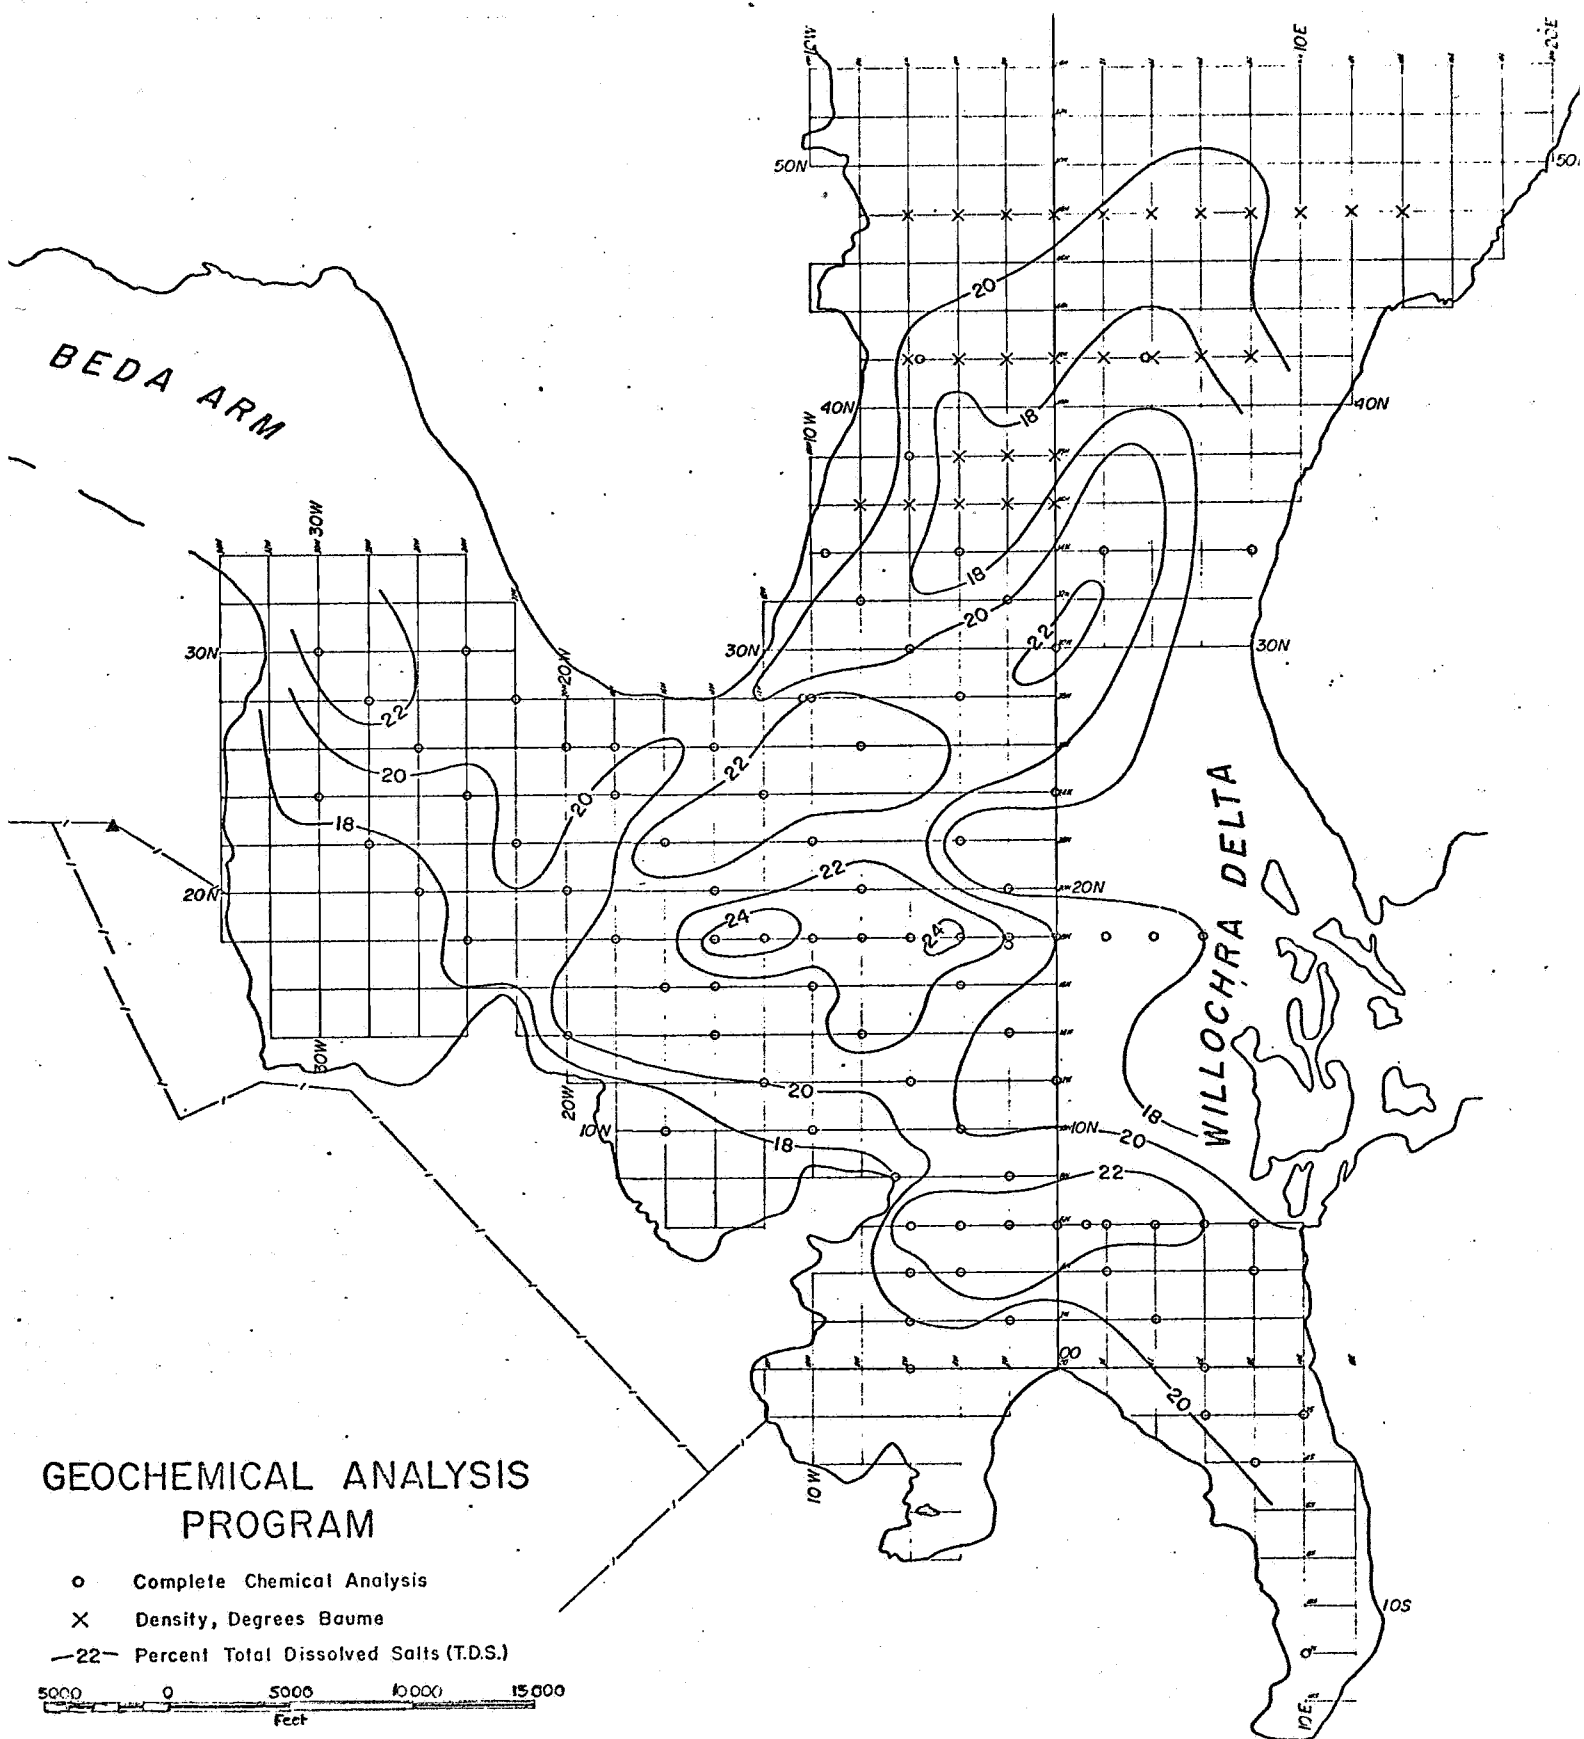 10W
10E
20E
50N
50N
20
BEDA ARM
40N
18
40N
10W
30W
18
20
22
30N
30N
30N
20W
22
22
20
20
18
WILLOCHRA DELTA
20N
22
20N
24
24
30W
20W
20
18
10N
10N
20
18
22
00
20
10W
GEOCHEMICAL ANALYSIS
PROGRAM
o Complete Chemical Analysis
X Density, Degrees Baume
—22— Percent Total Dissolved Salts (T.D.S.)
10S
5000 0 5000 10000 15000
Feet
10E